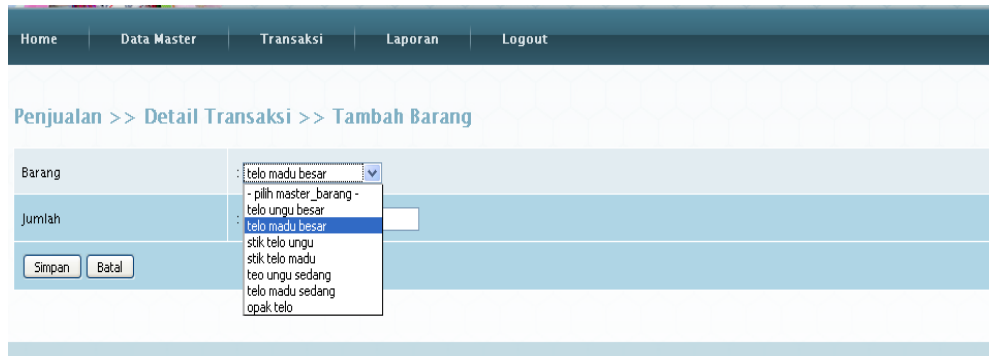 Home Data Master Transaksi Laporan Logout
Penjualan >> Detail Transaksi >> Tambah Barang
Barang : telo madu besar
- pilih master_barang -
telo ungu besar
Jumlah :
telo madu besar
stik telo ungu
stik telo madu
Simpan Batal
teo ungu sedang
telo madu sedang
opak telo